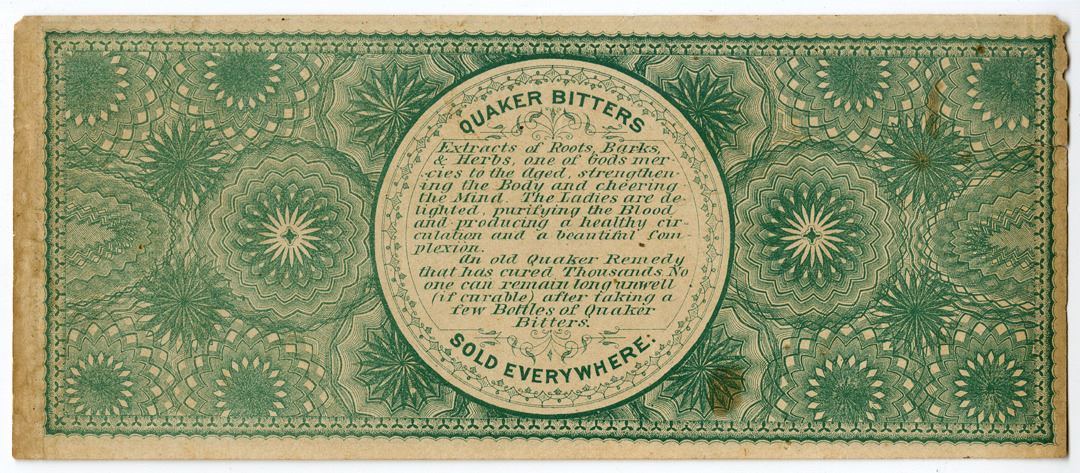 QUAKER BITTERS
Extracts of Roots, Barks,
& Herbs, one of Gods mer-
cies to the Aged, strengthen-
ing the Body and cheering
the Mind. The Ladies are de-
lighted, purifying the Blood
and producing a healthy cir-
culation and a beautiful Com-
plexion.
An old Quaker Remedy
that has cured Thousands. No
one can remain long unwell
(if curable) after taking a
few Bottles of Quaker
Bitters.
SOLD EVERYWHERE: